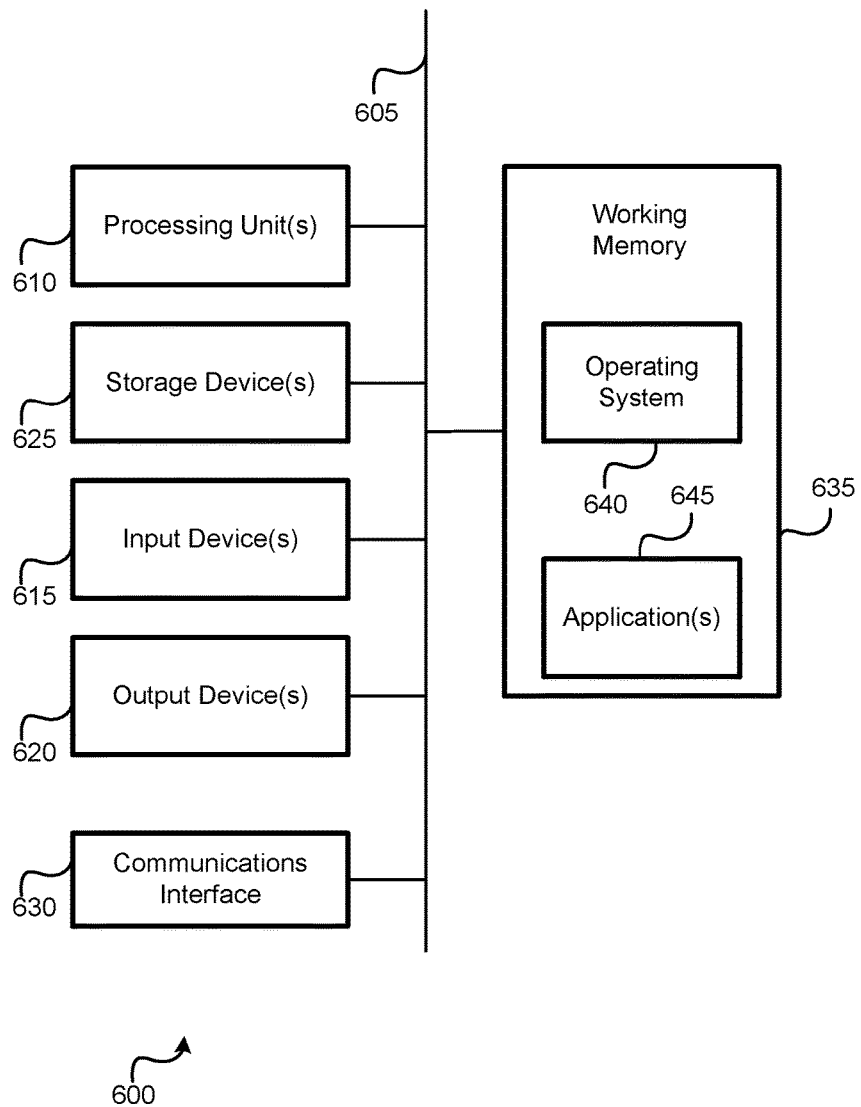 605
Processing Unit(s)
610
Storage Device(s)
625
Input Device(s)
615
Output Device(s)
620
Communications
Interface
630
Working
Memory
Operating
System
640
645
635
Application(s)
600